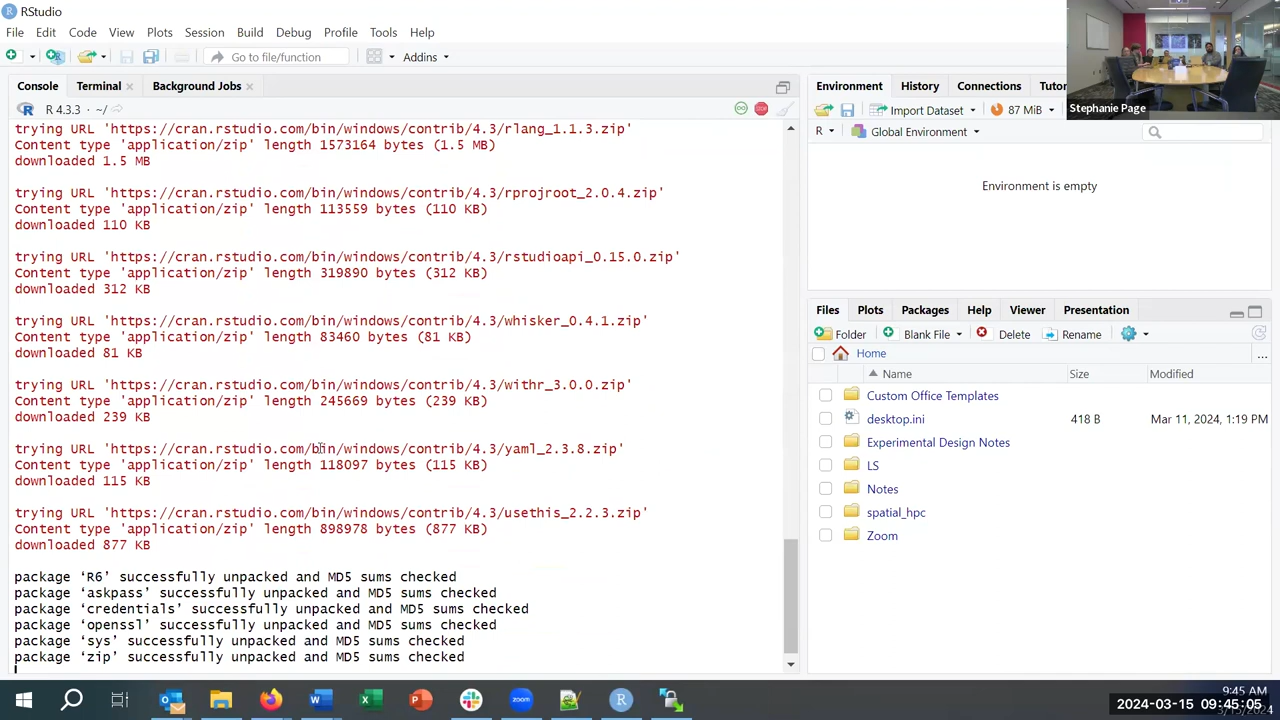 RStudio
File Edit View Plots Session Build Debug Profile Tools Help
Go to file/function Addins
Console Terminal Background Jobs
R 4.3.3 · ~/
trying URL 'https://cran.rstudio.com/bin/windows/contrib/4.3/rlang_1.1.3.zip'
Content type 'application/zip' length 1573164 bytes (1.5 MB)
downloaded 1.5 MB
trying URL 'https://cran.rstudio.com/bin/windows/contrib/4.3/rprojroot_2.0.4.zip'
Content type 'application/zip' length 113559 bytes (110 KB)
downloaded 110 KB
trying URL 'https://cran.rstudio.com/bin/windows/contrib/4.3/rstudioapi_0.15.0.zip'
Content type 'application/zip' length 319890 bytes (312 KB)
downloaded 312 KB
trying URL 'https://cran.rstudio.com/bin/windows/contrib/4.3/whisker_0.4.1.zip'
Content type 'application/zip' length 83460 bytes (81 KB)
downloaded 81 KB
trying URL 'https://cran.rstudio.com/bin/windows/contrib/4.3/withr_3.0.0.zip'
Content type 'application/zip' length 245669 bytes (239 KB)
downloaded 239 KB
trying URL 'https://cran.rstudio.com/bin/windows/contrib/4.3/yaml_2.3.8.zip'
Content type 'application/zip' length 118097 bytes (115 KB)
downloaded 115 KB
trying URL 'https://cran.rstudio.com/bin/windows/contrib/4.3/usethis_2.2.3.zip'
Content type 'application/zip' length 898978 bytes (877 KB)
downloaded 877 KB
package ‘R6’ successfully unpacked and MD5 sums checked
package ‘askpass’ successfully unpacked and MD5 sums checked
package ‘credentials’ successfully unpacked and MD5 sums checked
package ‘openssl’ successfully unpacked and MD5 sums checked
package ‘sys’ successfully unpacked and MD5 sums checked
package ‘zip’ successfully unpacked and MD5 sums checked
Stephanie Page
Environment History Connections Tutor
Import Dataset 87 MiB
R Global Environment
Environment is empty
Files Plots Packages Help Viewer Presentation
Folder Blank File Delete Rename
Home ...
Name Size Modified
Custom Office Templates
desktop.ini 418 B Mar 11, 2024, 1:19 PM
Experimental Design Notes
LS
Notes
spatial_hpc
Zoom
zoom
9:45 AM
2024-03-15 09:45:05